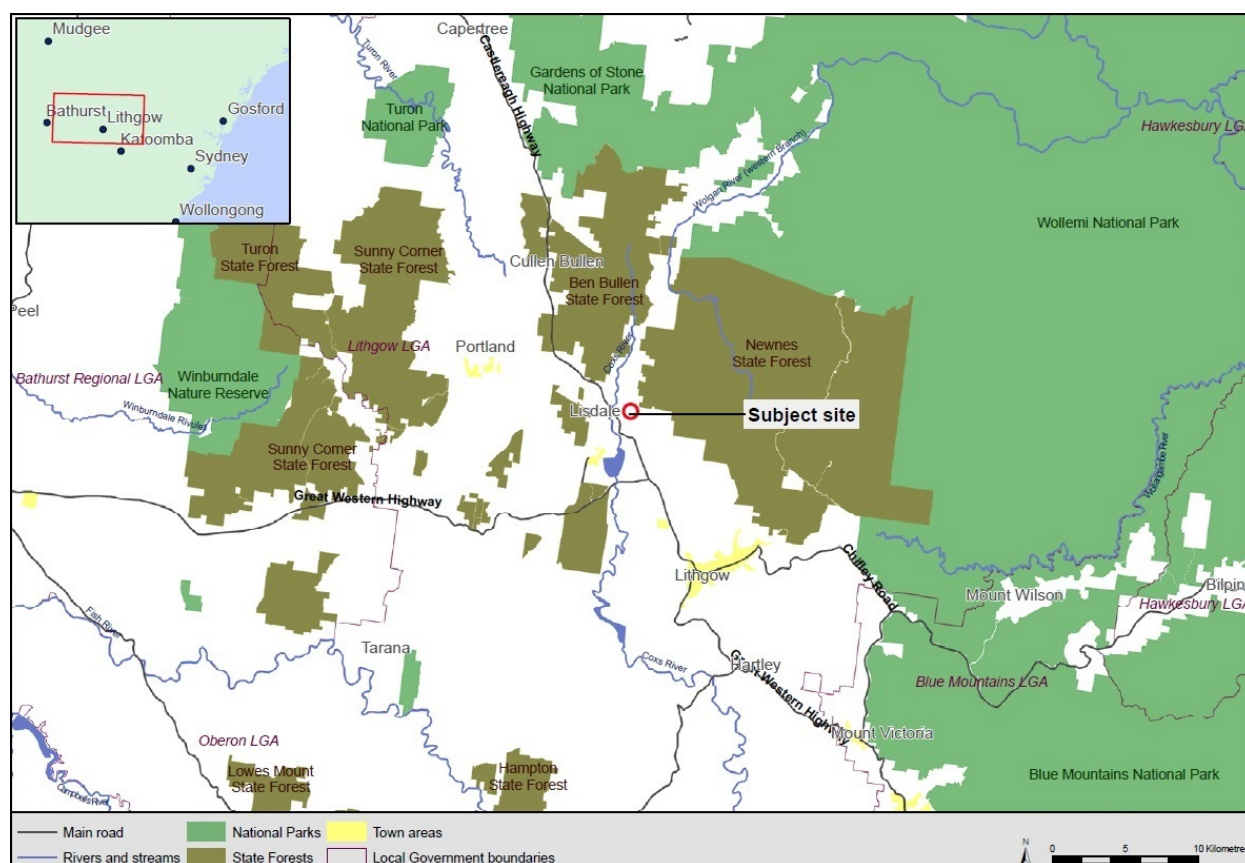 Mudgee
Bathurst
Lithgow
Katoomba
Gosford
Sydney
Wollongong
Capertree
Castlereagh Highway
Turon River
Turon
National Park
Gardens of Stone
National Park
Wolgan River (western Branch)
Hawkesbury LGA
Wollemi National Park
Turon
State Forest
Sunny Corner
State Forest
Cullen Bullen
Ben Bullen
State Forest
Peel
Lithgow LGA
Portland
Coxs River
Newnes
State Forest
Bathurst Regional LGA
Winburndale
Nature Reserve
Winburndale Rivulet
Lisdale
Subject site
Sunny Corner
State Forest
Great Western Highway
Wollangambe River
Lithgow
Chifley Road
Mount Wilson
Bilpin
Hawkesbury LGA
Fish River
Tarana
Coxs River
Hartley
Great Western Highway
Blue Mountains LGA
Mount Victoria
Oberon LGA
Lowes Mount
State Forest
Hampton
State Forest
Blue Mountains National Park
Campbells River
Main road
National Parks
Town areas
Rivers and streams
State Forests
Local Government boundaries
N
0 5 10 Kilometre